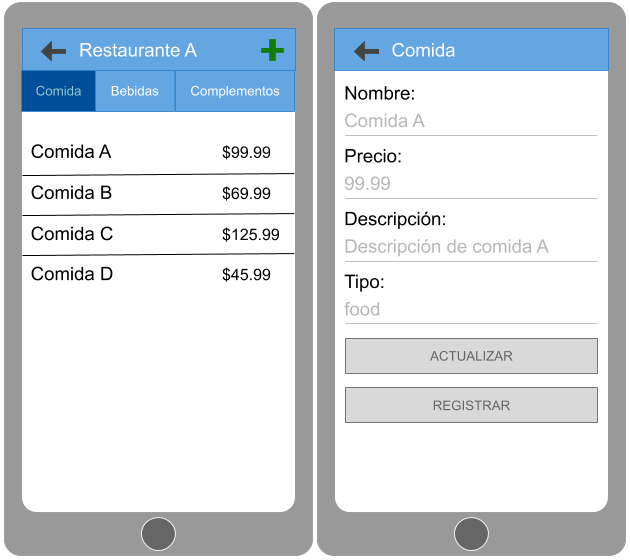 Restaurante A
Comida Bebidas Complementos
Comida A $99.99
Comida B $69.99
Comida C $125.99
Comida D $45.99
Comida
Nombre:
Comida A
Precio:
99.99
Descripción:
Descripción de comida A
Tipo:
food
ACTUALIZAR
REGISTRAR